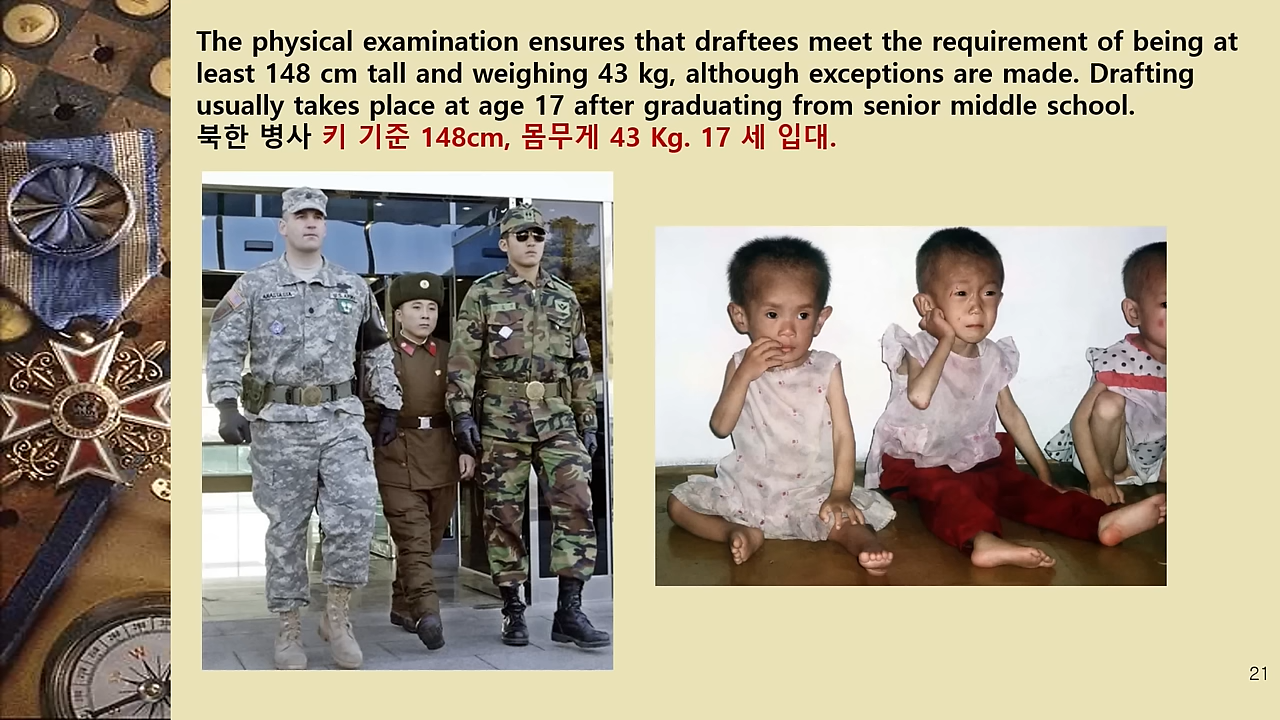 The physical examination ensures that draftees meet the requirement of being at
least 148 cm tall and weighing 43 kg, although exceptions are made. Drafting
usually takes place at age 17 after graduating from senior middle school.
북한 병사 키 기준 148cm, 몸무게 43 Kg. 17 세 입대.
21